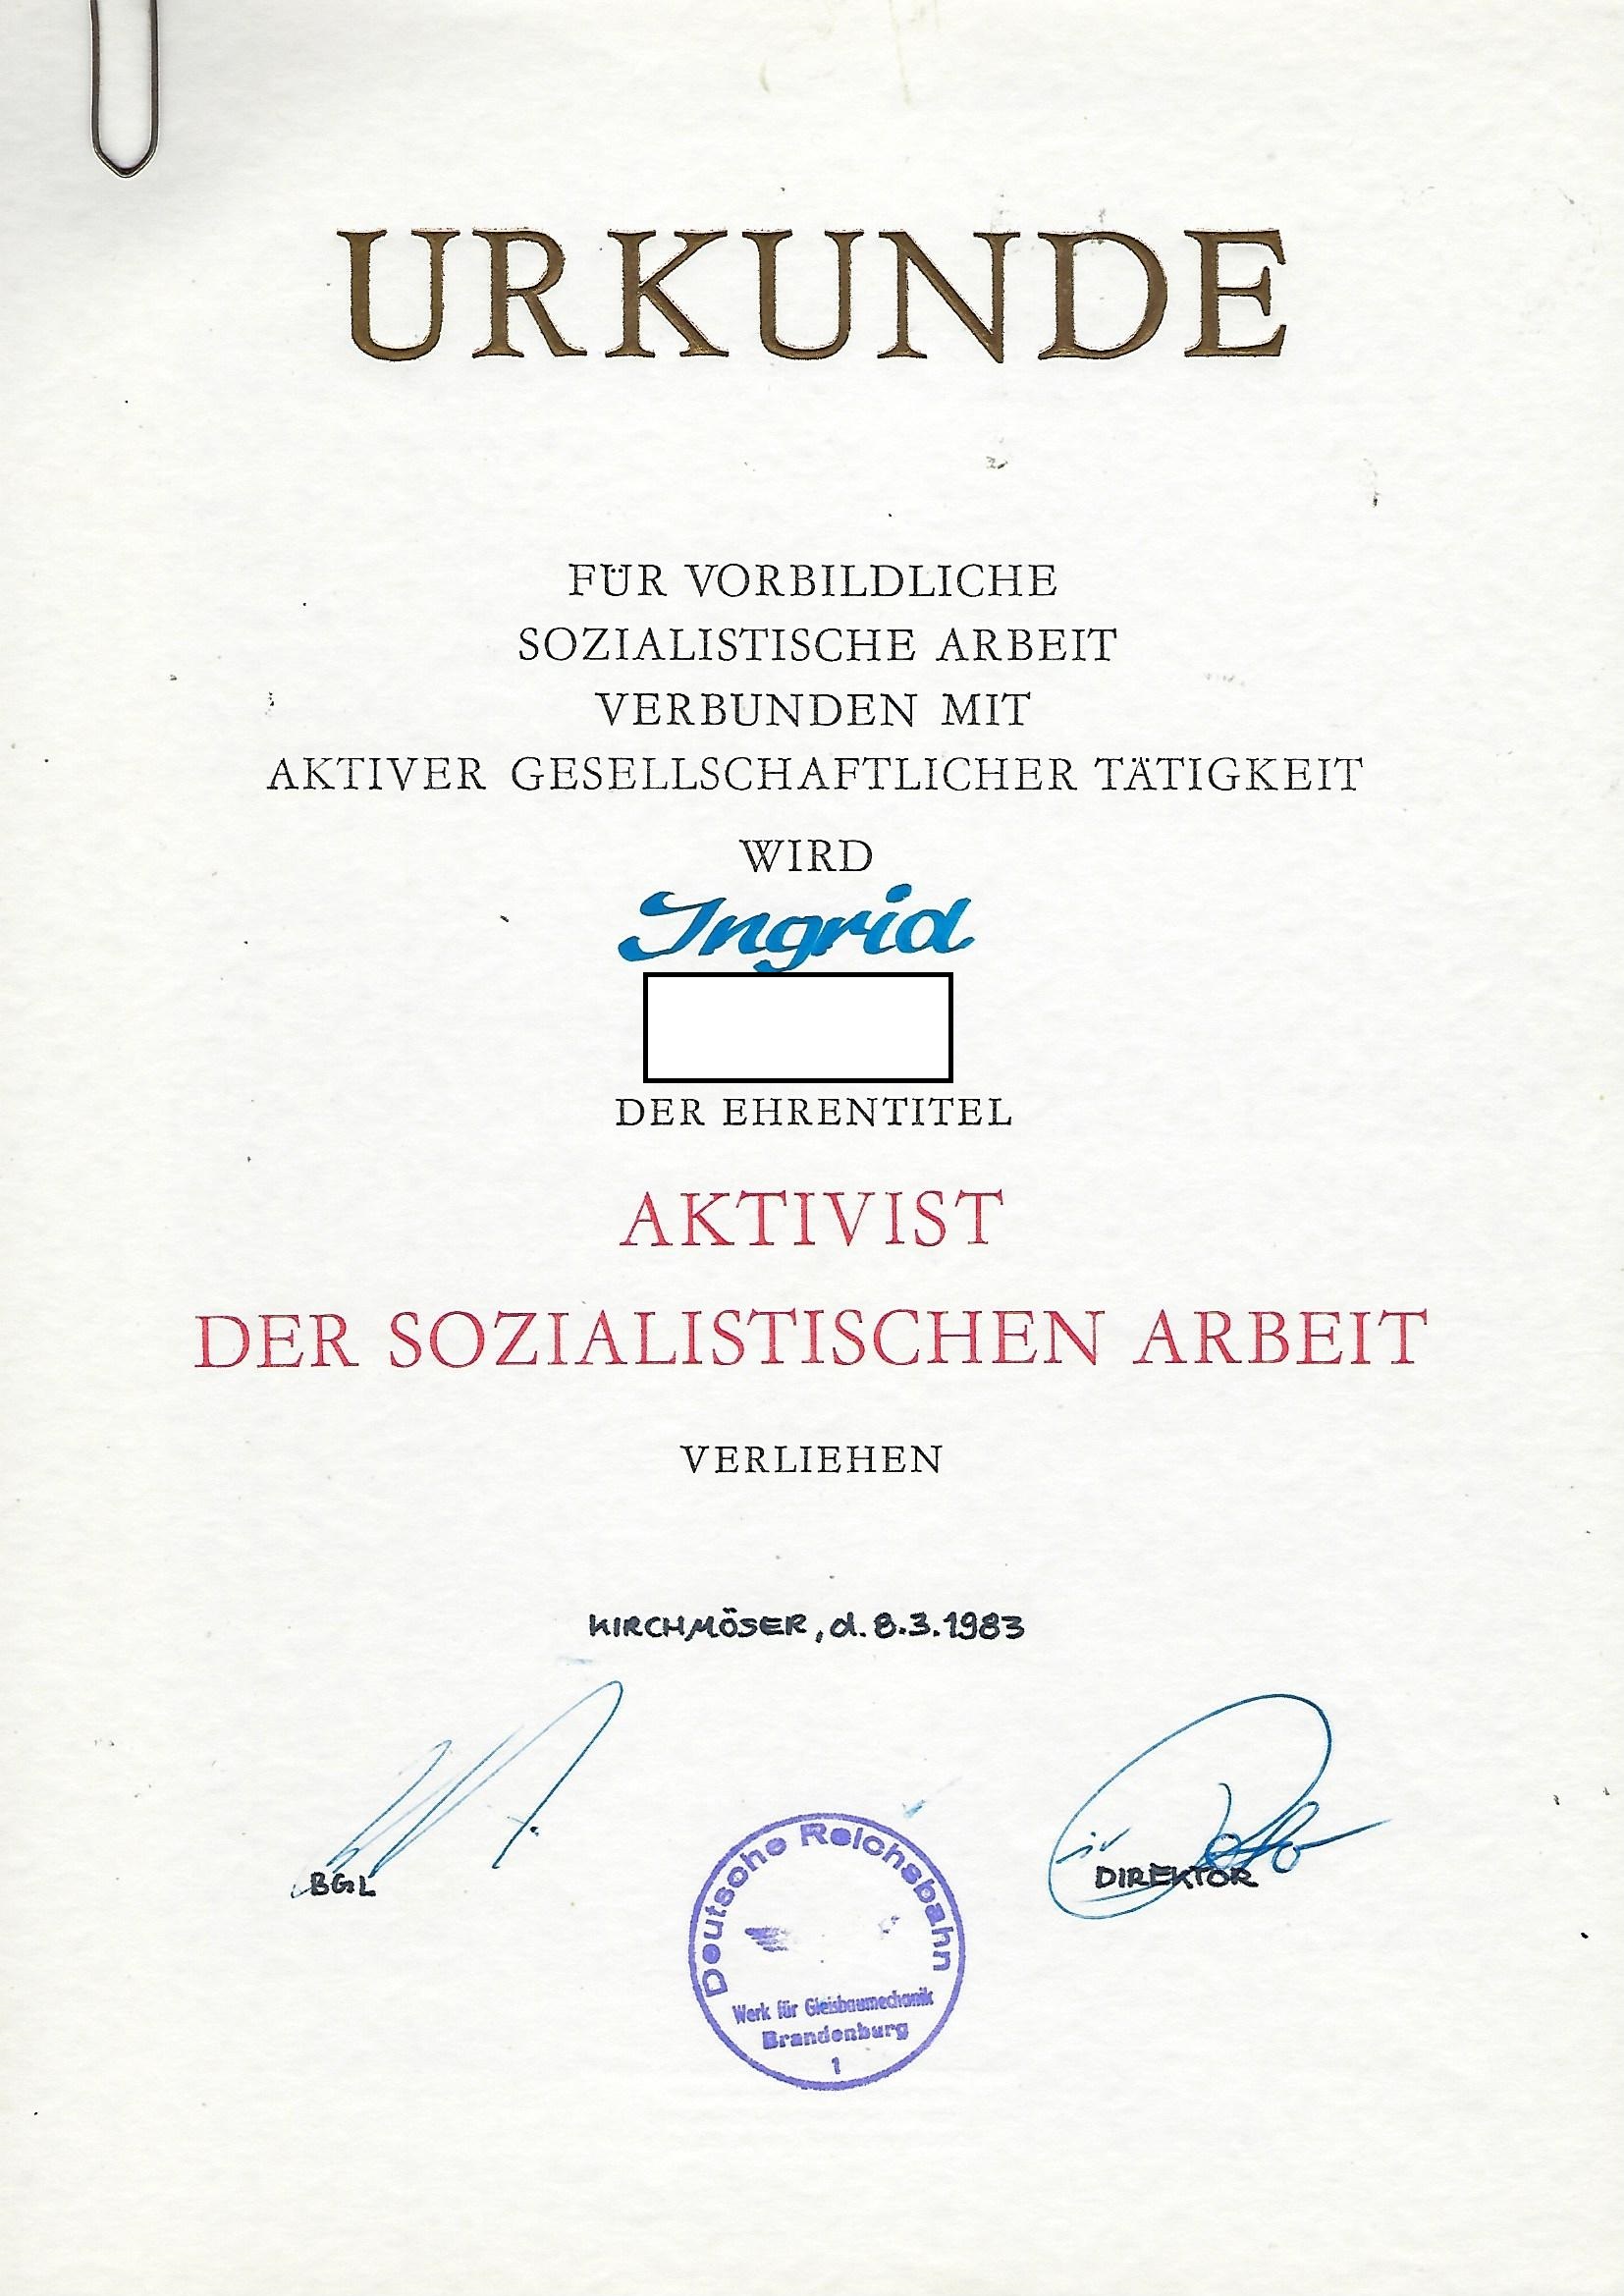 URKUNDE
FÜR VORBILDLICHE
SOZIALISTISCHE ARBEIT
VERBUNDEN MIT
AKTIVER GESELLSCHAFTLICHER TÄTIGKEIT
WIRD
Ingrid
DER EHRENTITEL
AKTIVIST
DER SOZIALISTISCHEN ARBEIT
VERLIEHEN
KIRCHMÖSER, d. 8.3.1983
BGL
DIREKTOR
Deutsche Reichsbahn
Werk für Gleisbaumechanik
Brandenburg
1